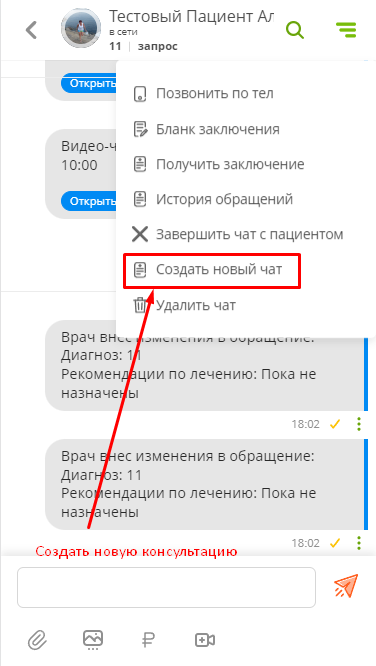 Тестовый Пациент Ал
в сети
11 | запрос
Открыть
Видео-ч
10:00
Открыть
Позвонить по тел
Бланк заключения
Получить заключение
История обращений
Завершить чат с пациентом
Создать новый чат
Удалить чат
Врач внес изменения в обращение:
Диагноз: 11
Рекомендации по лечению: Пока не
назначены
18:02
Врач внес изменения в обращение:
Диагноз: 11
Рекомендации по лечению: Пока не
назначены
18:02
Создать новую консультацию